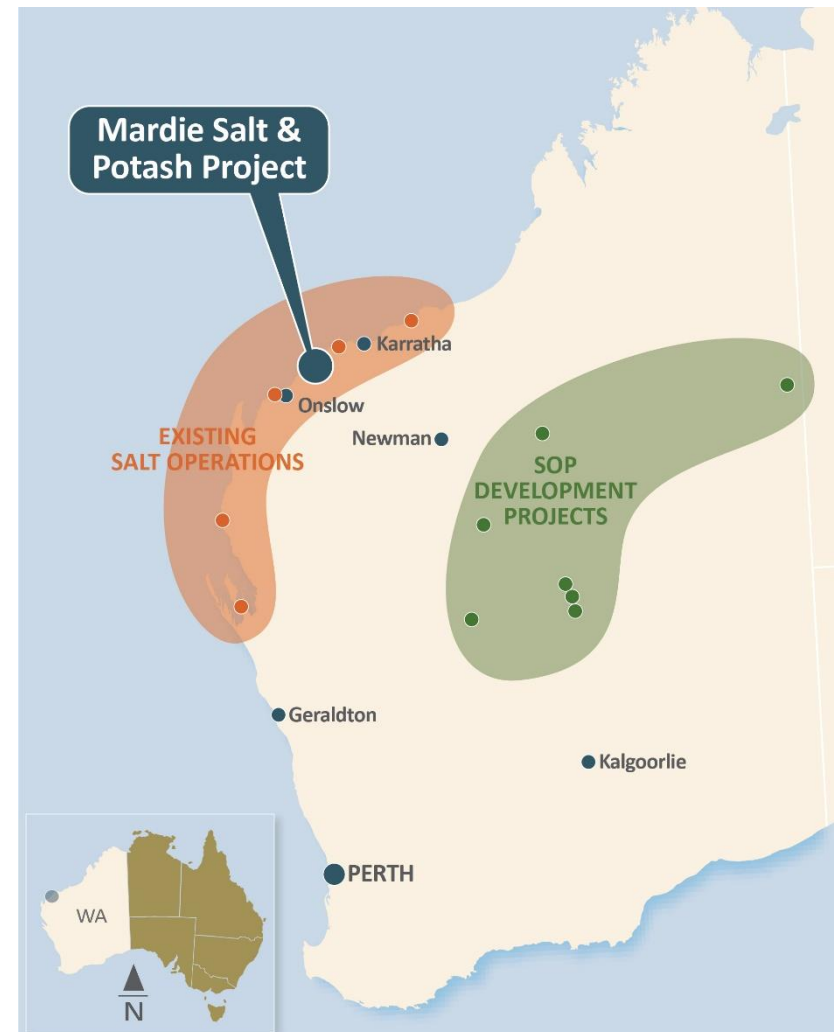 Mardie Salt &
Potash Project
Karratha
Onslow
EXISTING
SALT OPERATIONS
Newman
SOP
DEVELOPMENT
PROJECTS
Geraldton
Kalgoorlie
PERTH
WA
N